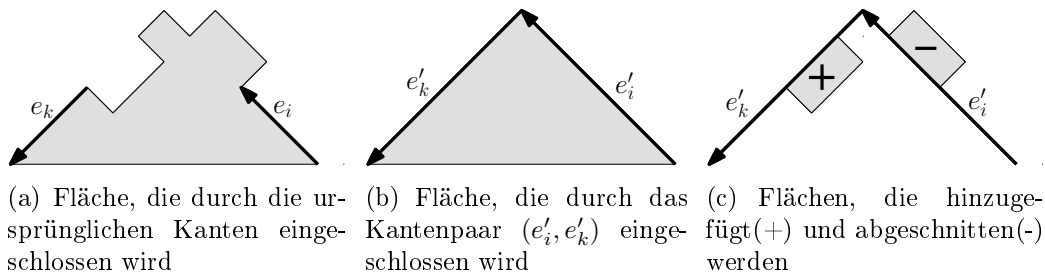 e_k
e_i
e'_k
e'_i
+
−
e'_k
e'_i
(a) Fläche, die durch die ur-
sprünglichen Kanten einge-
schlossen wird
(b) Fläche, die durch das
Kantenpaar (e'_i, e'_k) einge-
schlossen wird
(c) Flächen, die hinzuge-
fügt(+) und abgeschnitten(-)
werden